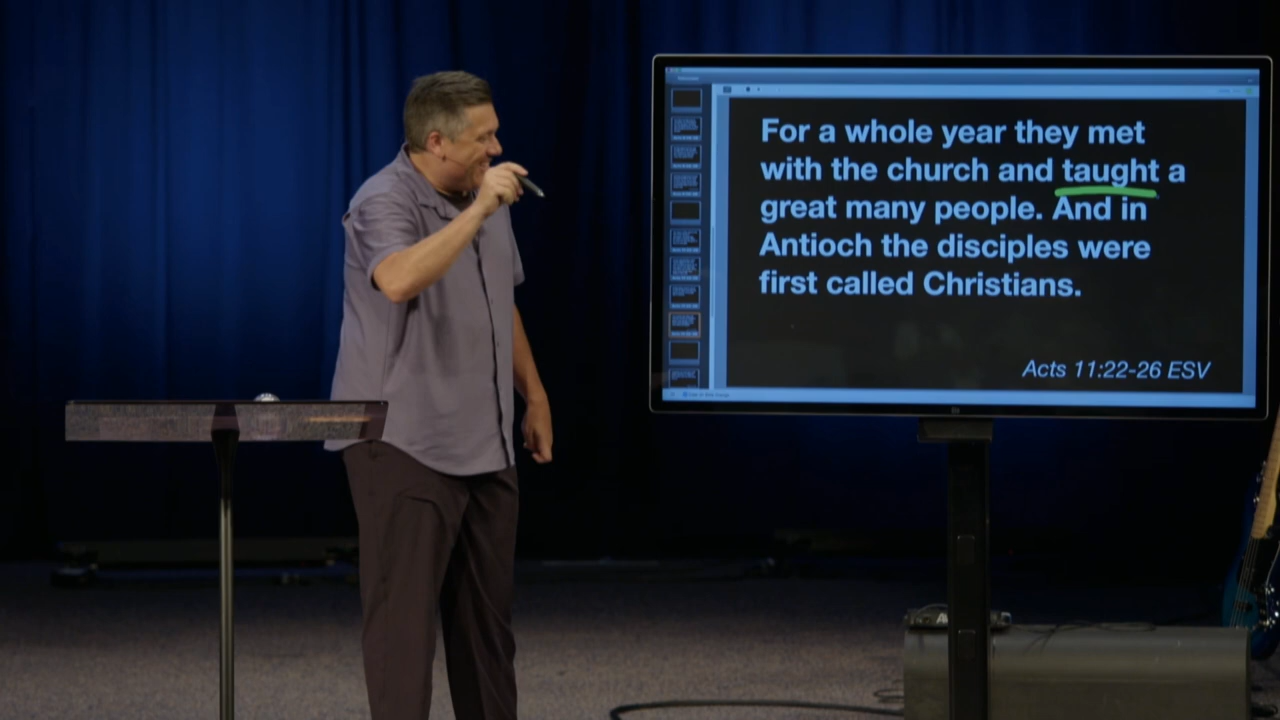 For a whole year they met
with the church and taught a
great many people. And in
Antioch the disciples were
first called Christians.
Acts 11:22-26 ESV